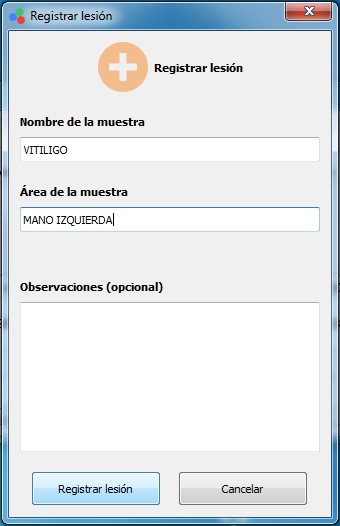 Registrar lesión
Registrar lesión
Nombre de la muestra
VITILIGO
Área de la muestra
MANO IZQUIERDA
Observaciones (opcional)
Registrar lesión
Cancelar